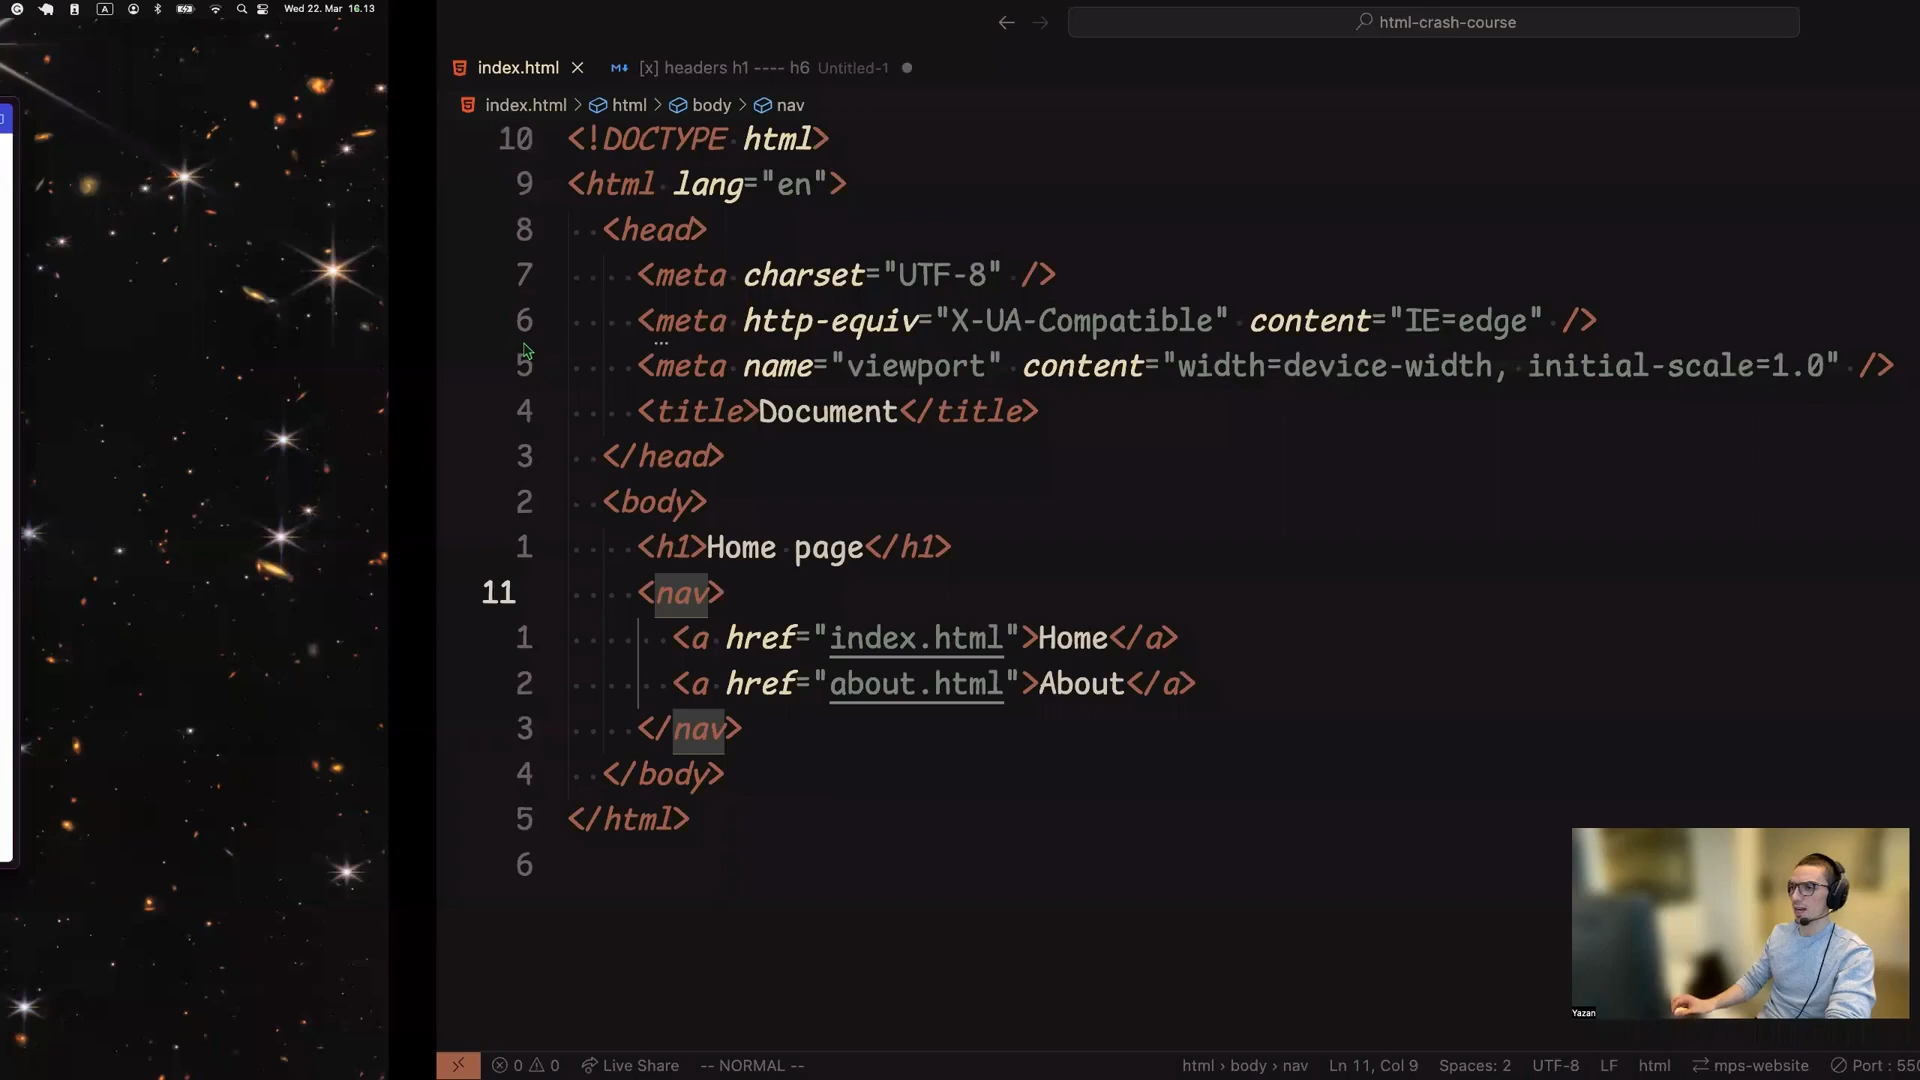 A Wed 22. Mar 16.13
html-crash-course
index.html [x] headers h1 ---- h6 Untitled-1
index.html > html > body > nav
10 <!DOCTYPE html>
9 <html lang="en">
8 <head>
7 <meta charset="UTF-8" />
6 <meta http-equiv="X-UA-Compatible" content="IE=edge" />
5 <meta name="viewport" content="width=device-width, initial-scale=1.0" />
4 <title>Document</title>
3 </head>
2 <body>
1 <h1>Home page</h1>
11 <nav>
1 <a href="index.html">Home</a>
2 <a href="about.html">About</a>
3 </nav>
4 </body>
5 </html>
6
Yazan
0 0 Live Share -- NORMAL -- html › body › nav Ln 11, Col 9 Spaces: 2 UTF-8 LF html mps-website Port : 550